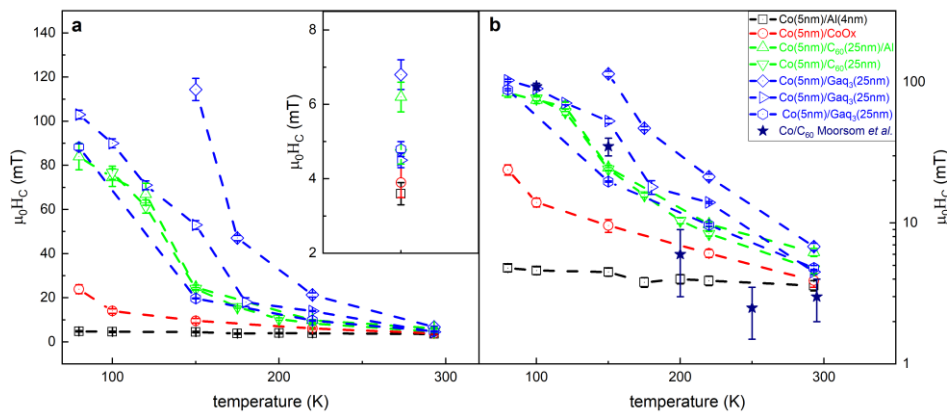 a
140
120
100
80
60
40
20
0
μ₀H_C (mT)
100
200
300
temperature (K)
8
6
4
2
μ₀H_C (mT)
b
Co(5nm)/Al(4nm)
Co(5nm)/CoOx
Co(5nm)/C₆₀(25nm)/Al
Co(5nm)/C₆₀(25nm)
Co(5nm)/Gaq₃(25nm)
Co(5nm)/Gaq₃(25nm)
Co(5nm)/Gaq₃(25nm)
Co/C₆₀ Moorsom et al.
100
10
1
μ₀H_C (mT)
100
200
300
temperature (K)